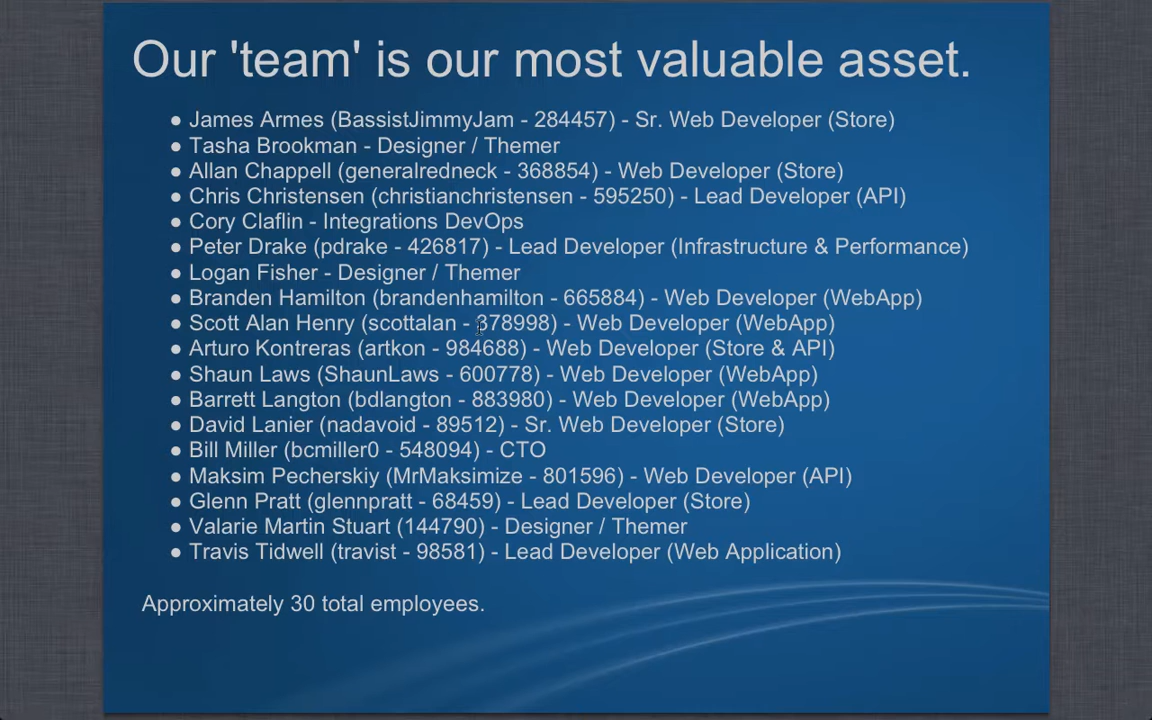 Our 'team' is our most valuable asset.
● James Armes (BassistJimmyJam - 284457) - Sr. Web Developer (Store)
● Tasha Brookman - Designer / Themer
● Allan Chappell (generalredneck - 368854) - Web Developer (Store)
● Chris Christensen (christianchristensen - 595250) - Lead Developer (API)
● Cory Claflin - Integrations DevOps
● Peter Drake (pdrake - 426817) - Lead Developer (Infrastructure & Performance)
● Logan Fisher - Designer / Themer
● Branden Hamilton (brandenhamilton - 665884) - Web Developer (WebApp)
● Scott Alan Henry (scottalan - 378998) - Web Developer (WebApp)
● Arturo Kontreras (artkon - 984688) - Web Developer (Store & API)
● Shaun Laws (ShaunLaws - 600778) - Web Developer (WebApp)
● Barrett Langton (bdlangton - 883980) - Web Developer (WebApp)
● David Lanier (nadavoid - 89512) - Sr. Web Developer (Store)
● Bill Miller (bcmiller0 - 548094) - CTO
● Maksim Pecherskiy (MrMaksimize - 801596) - Web Developer (API)
● Glenn Pratt (glennpratt - 68459) - Lead Developer (Store)
● Valarie Martin Stuart (144790) - Designer / Themer
● Travis Tidwell (travist - 98581) - Lead Developer (Web Application)
Approximately 30 total employees.